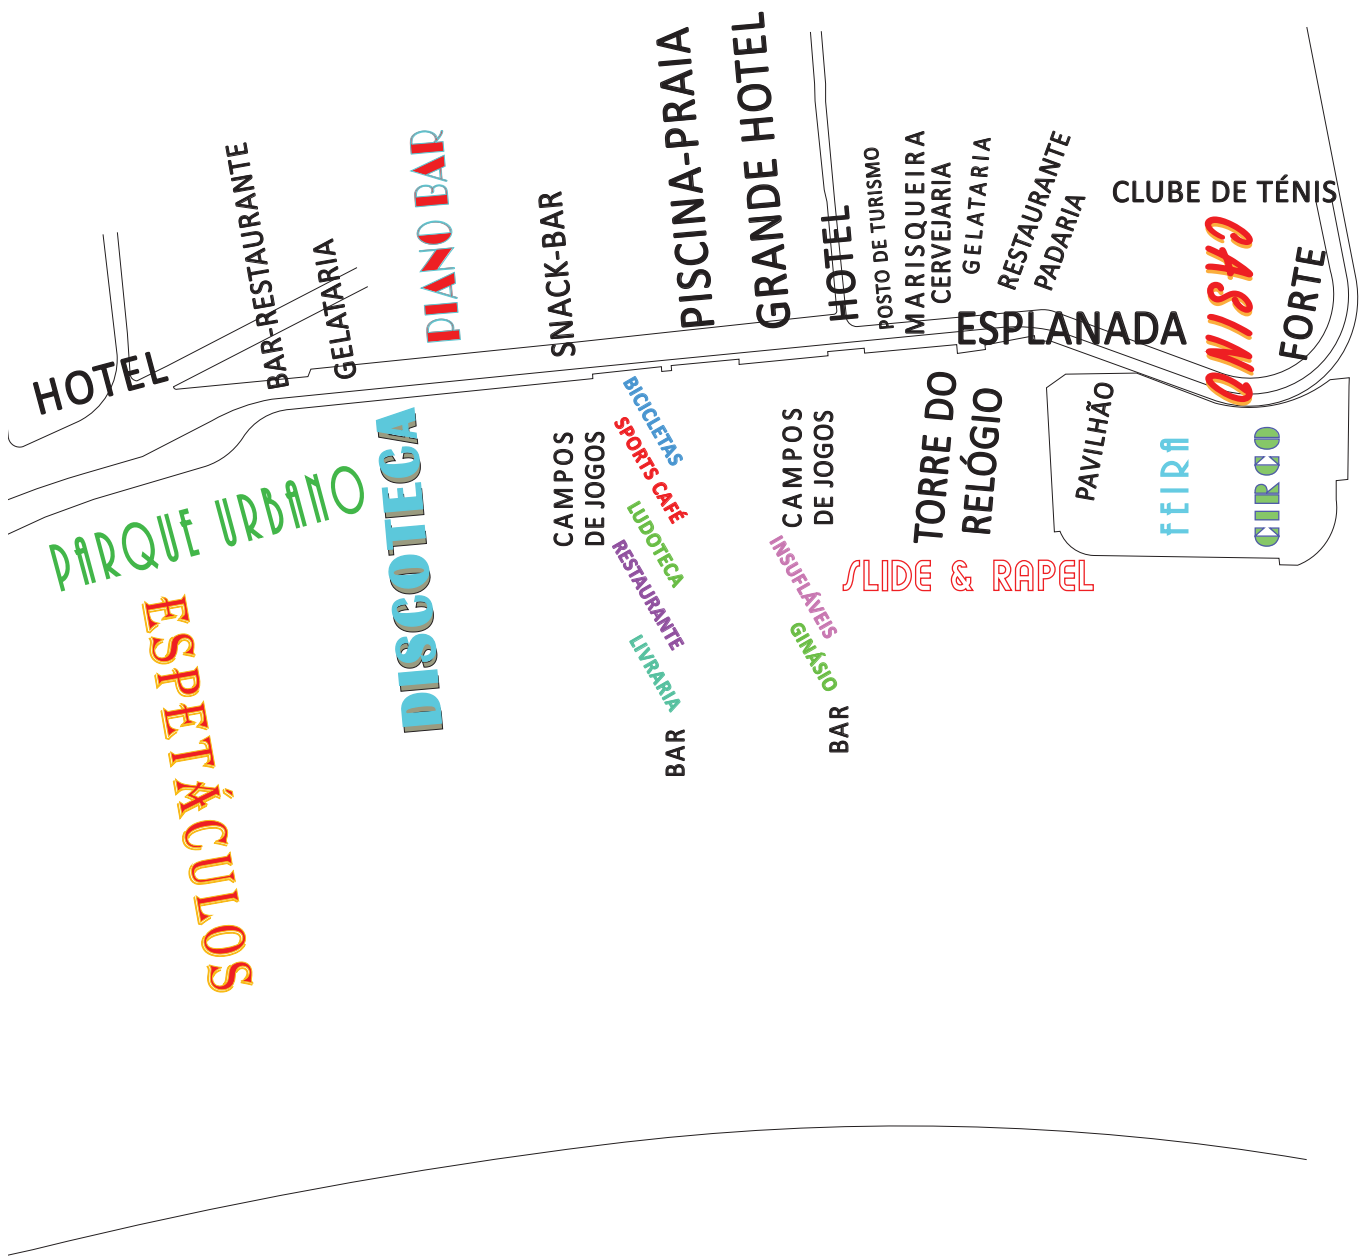 HOTEL
BAR-RESTAURANTE
GELATARIA
PIANO BAR
SNACK-BAR
PISCINA-PRAIA
GRANDE HOTEL
HOTEL
POSTO DE TURISMO
MARISQUEIRA
CERVEJARIA
GELATARIA
RESTAURANTE
PADARIA
CLUBE DE TÉNIS
CASINO
FORTE
ESPLANADA
PARQUE URBANO
ESPETÁCULOS
DISCOTECA
CAMPOS
DE JOGOS
BICICLETAS
SPORTS CAFÉ
LUDOTECA
RESTAURANTE
LIVRARIA
BAR
CAMPOS
DE JOGOS
INSUFLÁVEIS
GINÁSIO
BAR
TORRE DO
RELÓGIO
SLIDE & RAPEL
PAVILHÃO
FEIRA
CIRCO